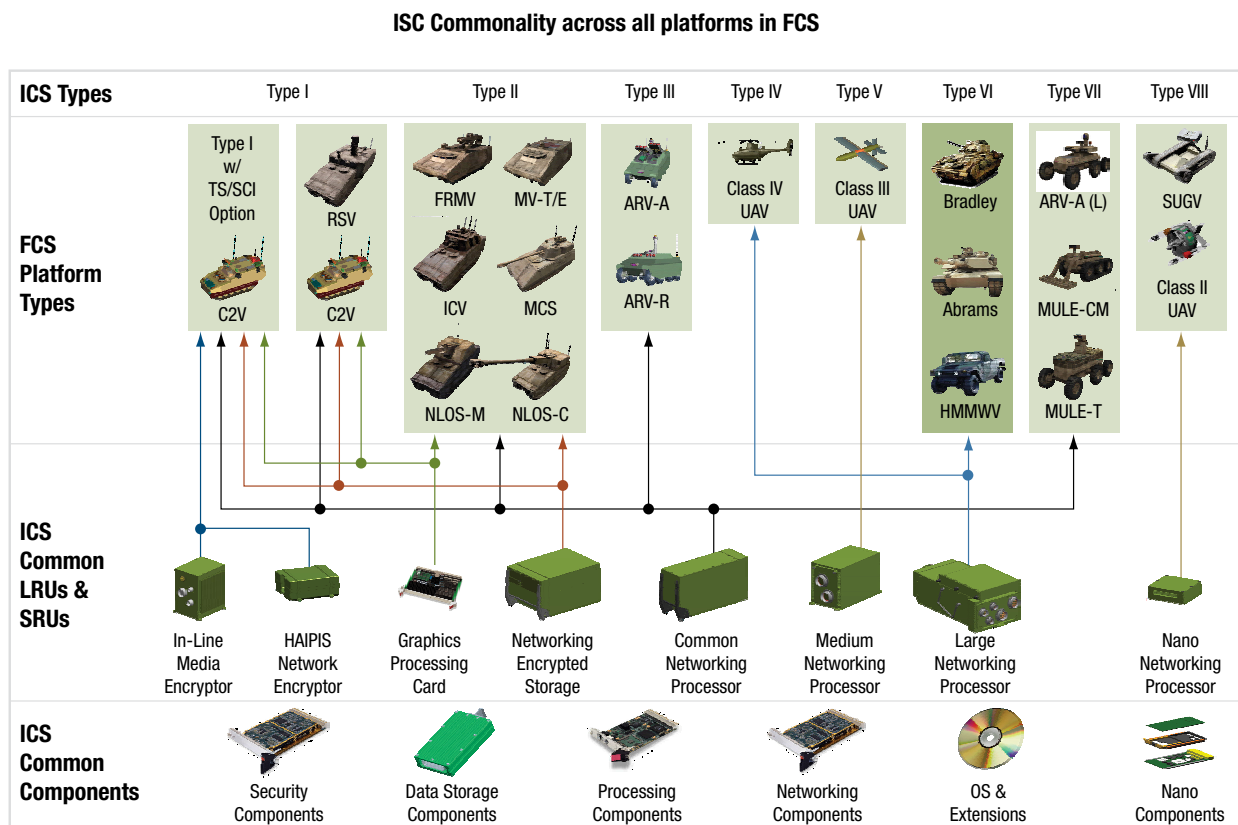 ISC Commonality across all platforms in FCS
ICS Types
Type I
Type II
Type III
Type IV
Type V
Type VI
Type VII
Type VIII
FCS
Platform
Types
Type I
w/
TS/SCI
Option
C2V
RSV
C2V
FRMV
MV-T/E
ICV
MCS
NLOS-M
NLOS-C
ARV-A
ARV-R
Class IV
UAV
Class III
UAV
Bradley
Abrams
HMMWV
ARV-A (L)
MULE-CM
MULE-T
SUGV
Class II
UAV
ICS
Common
LRUs &
SRUs
In-Line
Media
Encryptor
HAIPIS
Network
Encryptor
Graphics
Processing
Card
Networking
Encrypted
Storage
Common
Networking
Processor
Medium
Networking
Processor
Large
Networking
Processor
Nano
Networking
Processor
ICS
Common
Components
Security
Components
Data Storage
Components
Processing
Components
Networking
Components
OS &
Extensions
Nano
Components